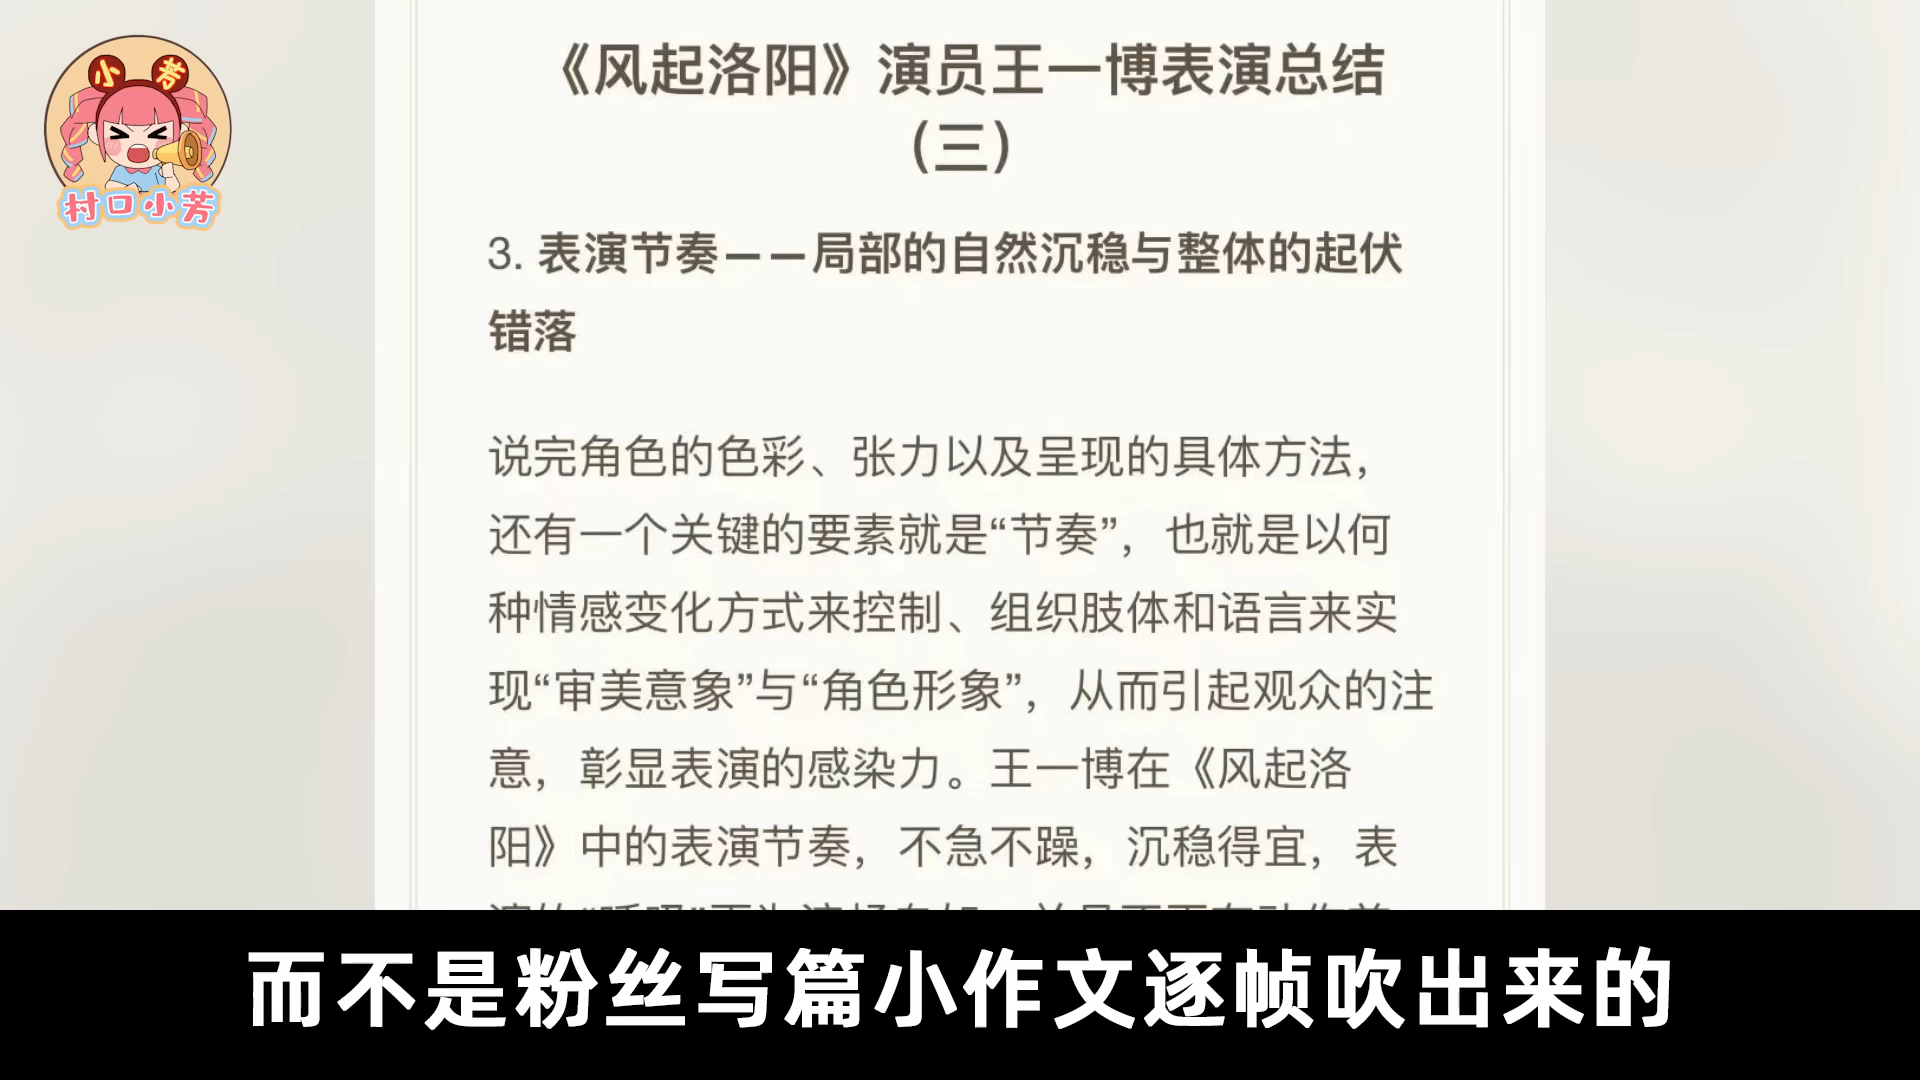 小芳
村口小芳
《风起洛阳》演员王一博表演总结
（三）
3. 表演节奏——局部的自然沉稳与整体的起伏
错落
说完角色的色彩、张力以及呈现的具体方法，
还有一个关键的要素就是“节奏”，也就是以何
种情感变化方式来控制、组织肢体和语言来实
现“审美意象”与“角色形象”，从而引起观众的注
意，彰显表演的感染力。王一博在《风起洛
阳》中的表演节奏，不急不躁，沉稳得宜，表
而不是粉丝写篇小作文逐帧吹出来的